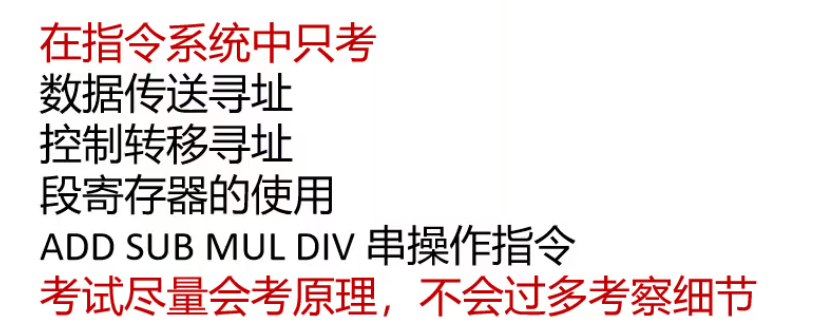 在指令系统中只考
数据传送寻址
控制转移寻址
段寄存器的使用
ADD SUB MUL DIV 串操作指令
考试尽量会考原理，不会过多考察细节